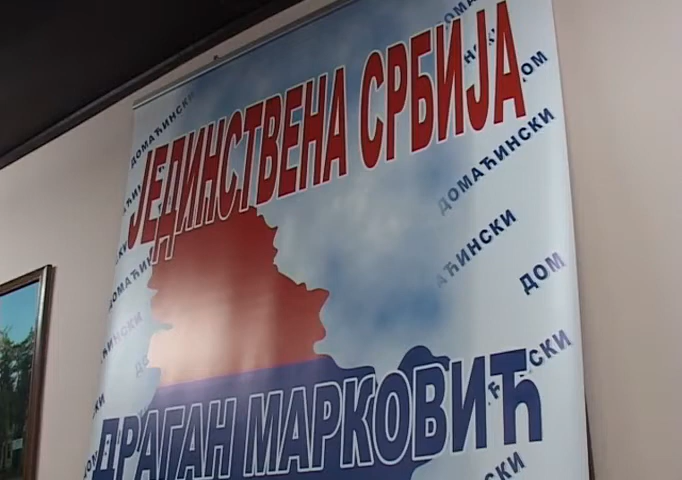 ЈЕДИНСТВЕНА СРБИЈА
ДРАГАН МАРКОВИЋ
ДОМАЋИНСКИ
ДОМАЋИНСКИ
ДОМ